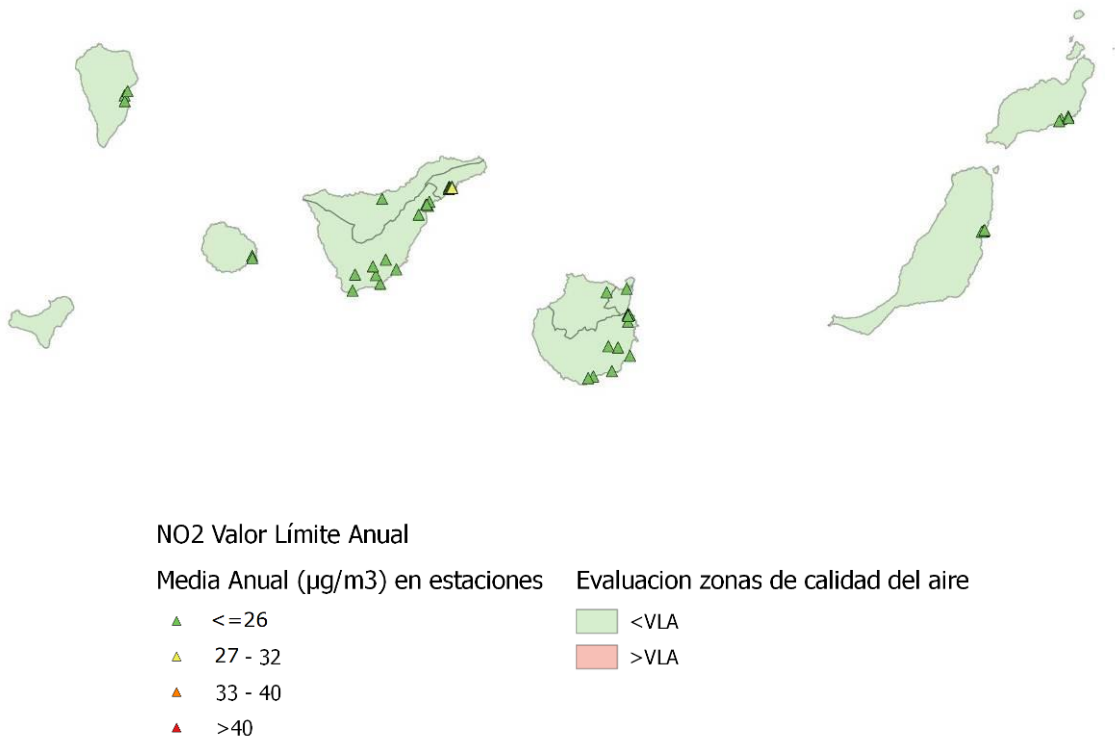 NO2 Valor Límite Anual
Media Anual (µg/m3) en estaciones
<=26
27 - 32
33 - 40
>40
Evaluacion zonas de calidad del aire
<VLA
>VLA